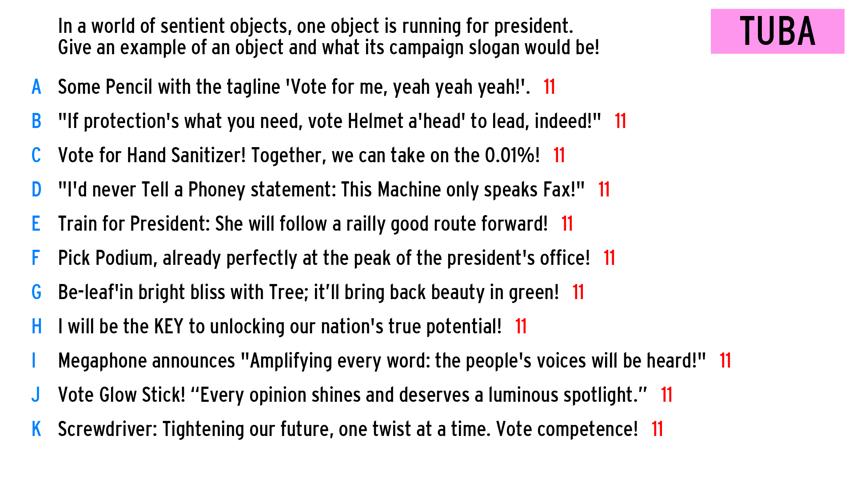 In a world of sentient objects, one object is running for president.
Give an example of an object and what its campaign slogan would be!
TUBA
A Some Pencil with the tagline 'Vote for me, yeah yeah yeah!'. 11
B "If protection's what you need, vote Helmet a'head' to lead, indeed!" 11
C Vote for Hand Sanitizer! Together, we can take on the 0.01%! 11
D "I'd never Tell a Phoney statement: This Machine only speaks Fax!" 11
E Train for President: She will follow a railly good route forward! 11
F Pick Podium, already perfectly at the peak of the president's office! 11
G Be-leaf'in bright bliss with Tree; it’ll bring back beauty in green! 11
H I will be the KEY to unlocking our nation's true potential! 11
I Megaphone announces "Amplifying every word: the people's voices will be heard!" 11
J Vote Glow Stick! “Every opinion shines and deserves a luminous spotlight.” 11
K Screwdriver: Tightening our future, one twist at a time. Vote competence! 11